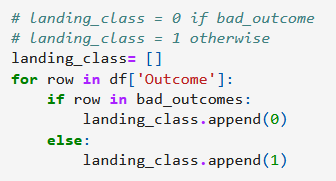 # landing_class = 0 if bad_outcome
# landing_class = 1 otherwise
landing_class= []
for row in df['Outcome']:
    if row in bad_outcomes:
        landing_class.append(0)
    else:
        landing_class.append(1)